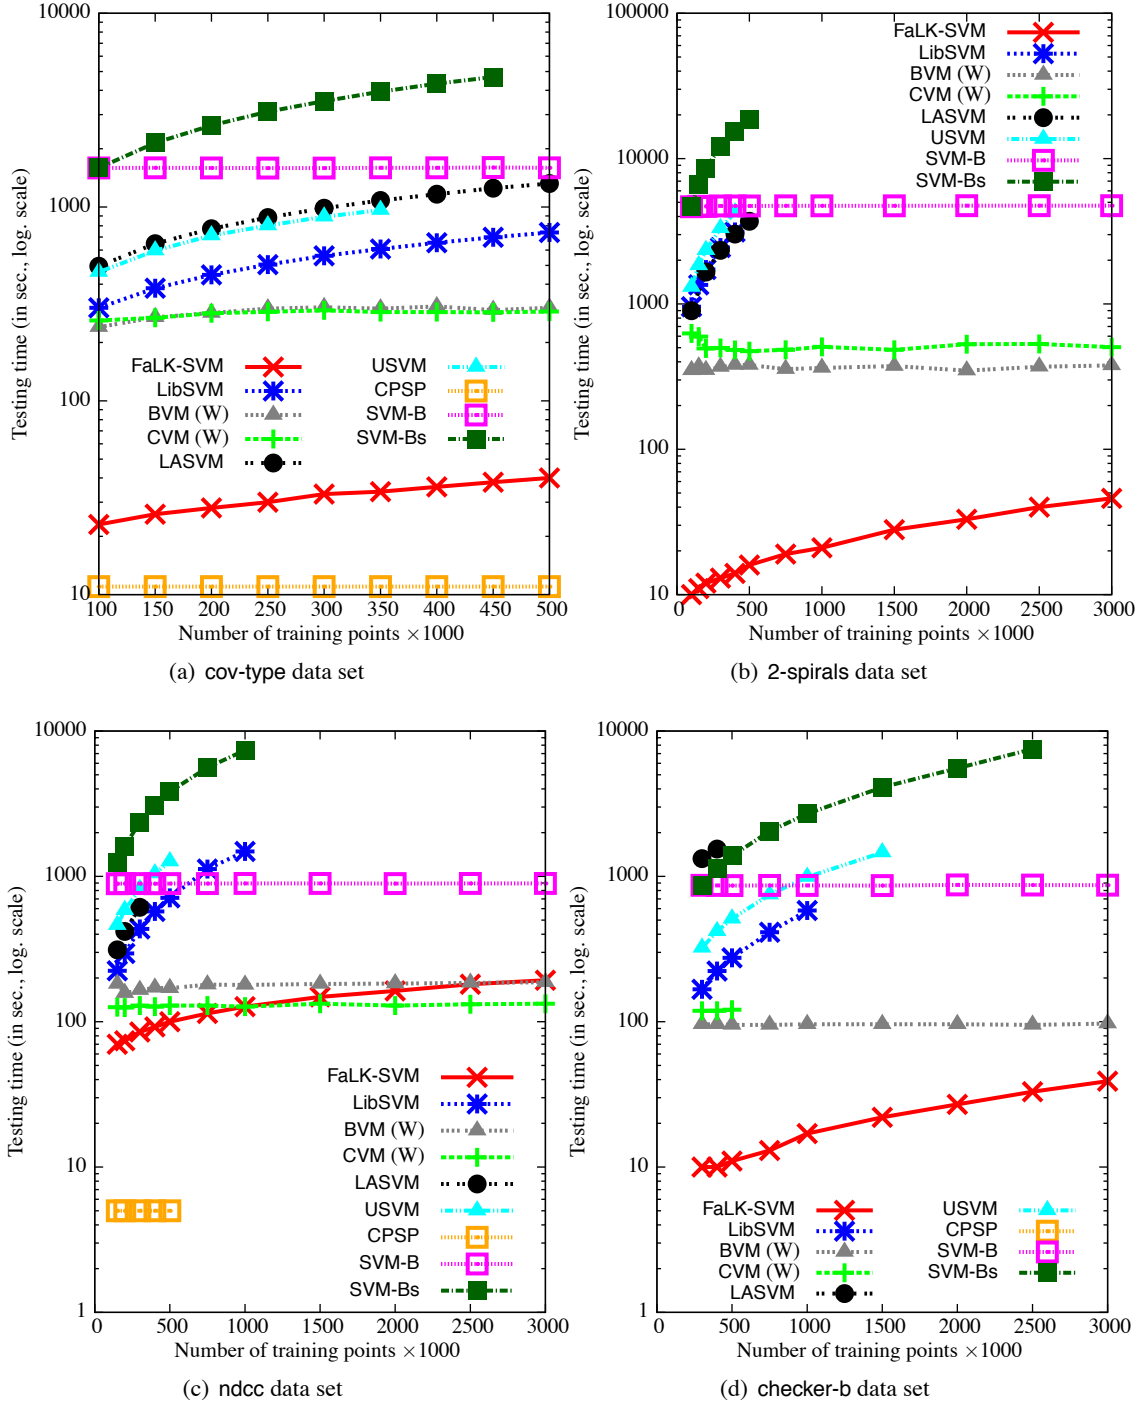 10000
1000
100
10
Testing time (in sec., log. scale)
FaLK-SVM
LibSVM
BVM (W)
CVM (W)
LASVM
USVM
CPSP
SVM-B
SVM-Bs
100 150 200 250 300 350 400 450 500
Number of training points ×1000
(a) cov-type data set
100000
10000
1000
100
10
Testing time (in sec., log. scale)
FaLK-SVM
LibSVM
BVM (W)
CVM (W)
LASVM
USVM
SVM-B
SVM-Bs
0 500 1000 1500 2000 2500 3000
Number of training points ×1000
(b) 2-spirals data set
10000
1000
100
10
1
Testing time (in sec., log. scale)
FaLK-SVM
LibSVM
BVM (W)
CVM (W)
LASVM
USVM
CPSP
SVM-B
SVM-Bs
0 500 1000 1500 2000 2500 3000
Number of training points ×1000
(c) ndcc data set
10000
1000
100
10
1
Testing time (in sec., log. scale)
FaLK-SVM
LibSVM
BVM (W)
CVM (W)
LASVM
USVM
CPSP
SVM-B
SVM-Bs
0 500 1000 1500 2000 2500 3000
Number of training points ×1000
(d) checker-b data set